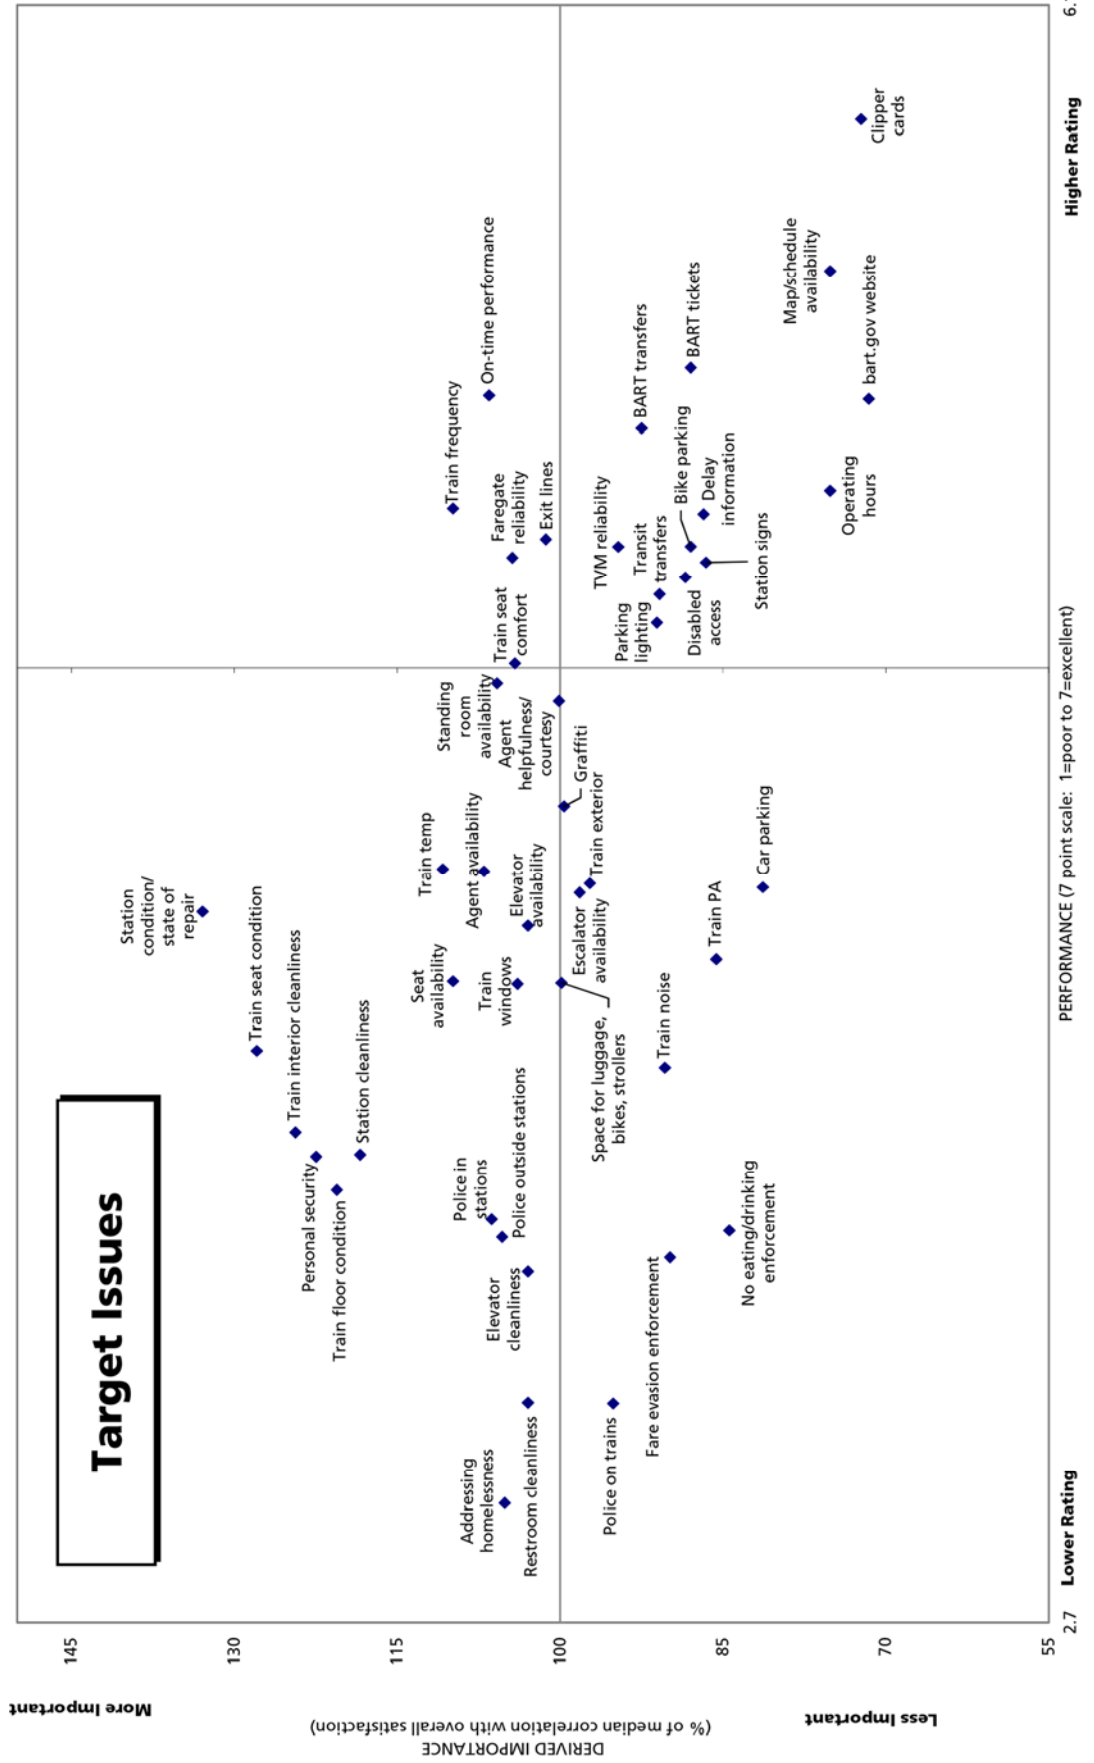 Target Issues
More Important
DERIVED IMPORTANCE
(% of median correlation with overall satisfaction)
Less Important
145
130
115
100
85
70
55
2.7
Lower Rating
PERFORMANCE (7 point scale: 1=poor to 7=excellent)
Higher Rating
Station
condition/
state of
repair
Train seat condition
Train interior cleanliness
Personal security
Train floor condition
Station cleanliness
Train temp
Seat
availability
Agent availability
Train
windows
Elevator
availability
Police in
stations
Police outside stations
Elevator
cleanliness
Addressing
homelessness
Restroom cleanliness
Standing
room
availability
Agent
helpfulness/
courtesy
Train seat
comfort
Train frequency
On-time performance
Faregate
reliability
Exit lines
Graffiti
Train exterior
Escalator
availability
Space for luggage,
bikes, strollers
Police on trains
Fare evasion enforcement
No eating/drinking
enforcement
Train noise
Train PA
Car parking
TVM reliability
Transit
transfers
Parking
lighting
Disabled
access
BART transfers
BART tickets
Bike parking
Delay
information
Station signs
Operating
hours
Map/schedule
availability
bart.gov website
Clipper
cards